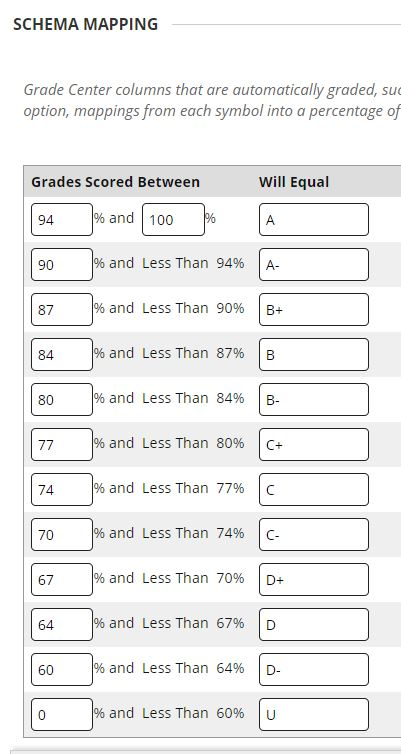 SCHEMA MAPPING
Grade Center columns that are automatically graded, suc
option, mappings from each symbol into a percentage of
Grades Scored Between Will Equal
94 % and 100 % A
90 % and Less Than 94% A-
87 % and Less Than 90% B+
84 % and Less Than 87% B
80 % and Less Than 84% B-
77 % and Less Than 80% C+
74 % and Less Than 77% C
70 % and Less Than 74% C-
67 % and Less Than 70% D+
64 % and Less Than 67% D
60 % and Less Than 64% D-
0 % and Less Than 60% U